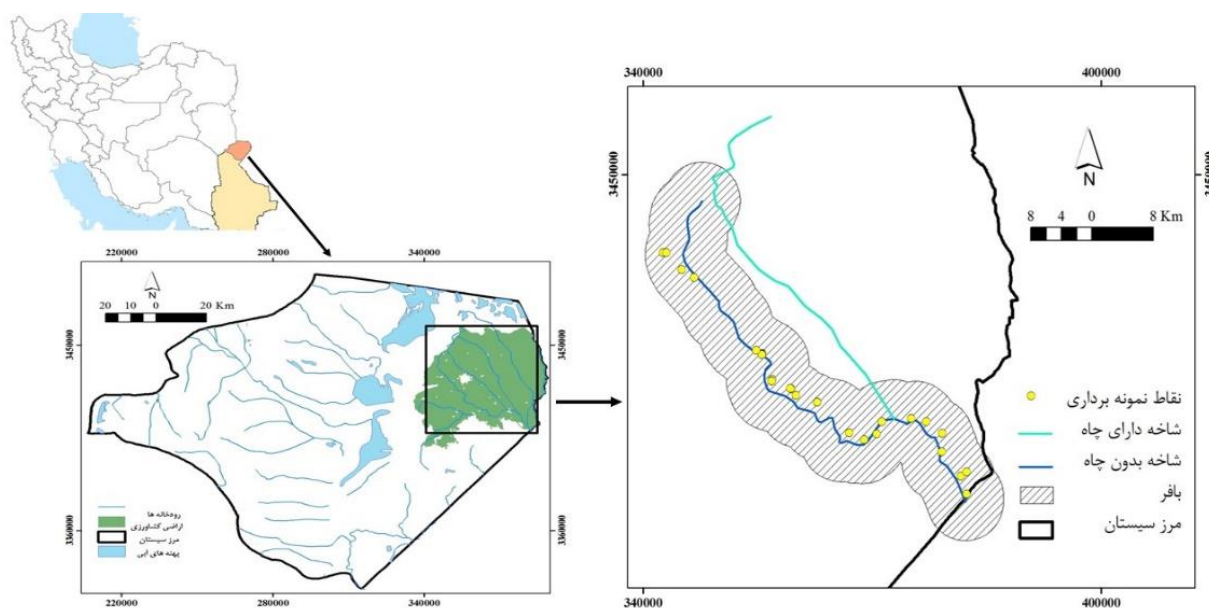 220000 280000 340000
N
20 10 0 20 Km
3450000
3450000
3360000
3360000
رودخانه ها
اراضی کشاورزی
مرز سیستان
پهنه های آبی
220000 280000 340000
340000 400000
3450000
3450000
N
8 4 0 8 Km
نقاط نمونه برداری
شاخه دارای چاه
شاخه بدون چاه
بافر
مرز سیستان
340000 400000